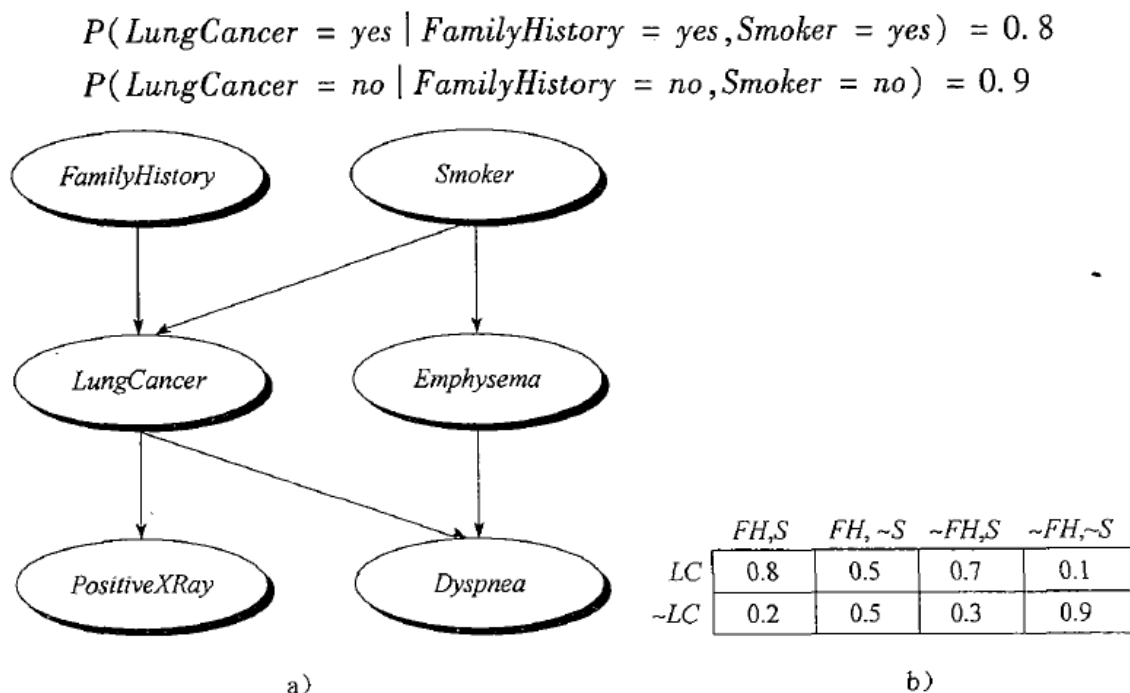 P( LungCancer = yes | FamilyHistory = yes,Smoker = yes) = 0. 8
P( LungCancer = no | FamilyHistory = no,Smoker = no) = 0. 9
FamilyHistory
Smoker
LungCancer
Emphysema
PositiveXRay
Dyspnea
FH,S FH, ~S ~FH,S ~FH,~S
LC 0.8 0.5 0.7 0.1
~LC 0.2 0.5 0.3 0.9
a) b)